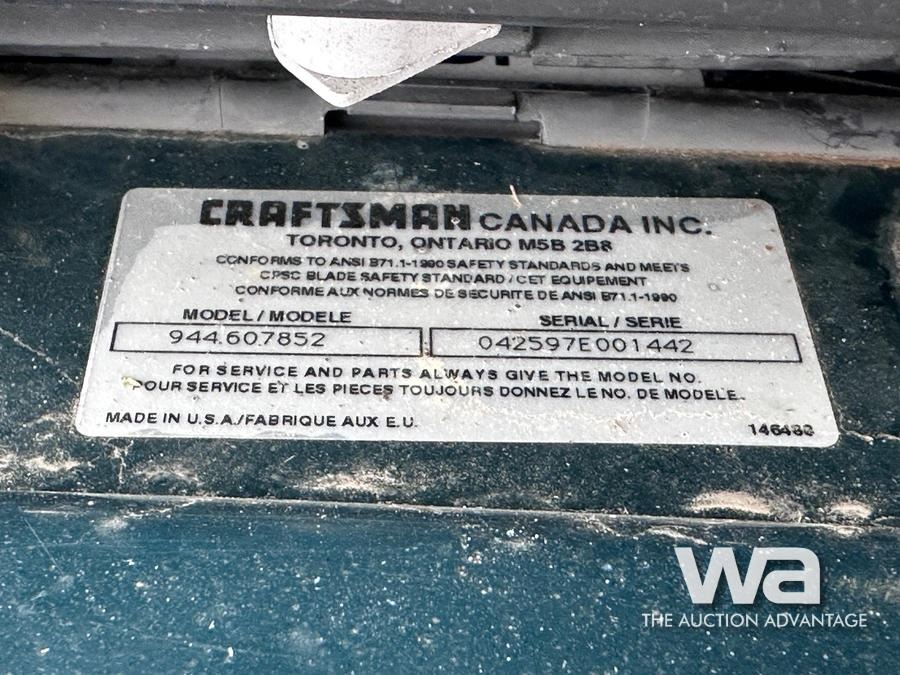 CRAFTSMAN CANADA INC.
TORONTO, ONTARIO M5B 2B8
CONFORMS TO ANSI B71.1-1990 SAFETY STANDARDS AND MEETS
CPSC BLADE SAFETY STANDARD / CET EQUIPEMENT
CONFORME AUX NORMES DE SECURITE DE ANSI B71.1-1990
MODEL / MODELE SERIAL / SERIE
944.607852 042597E001442
FOR SERVICE AND PARTS ALWAYS GIVE THE MODEL NO.
POUR SERVICE ET LES PIECES TOUJOURS DONNEZ LE NO. DE MODELE.
MADE IN U.S.A./FABRIQUE AUX E.U. 
wa
THE AUCTION ADVANTAGE